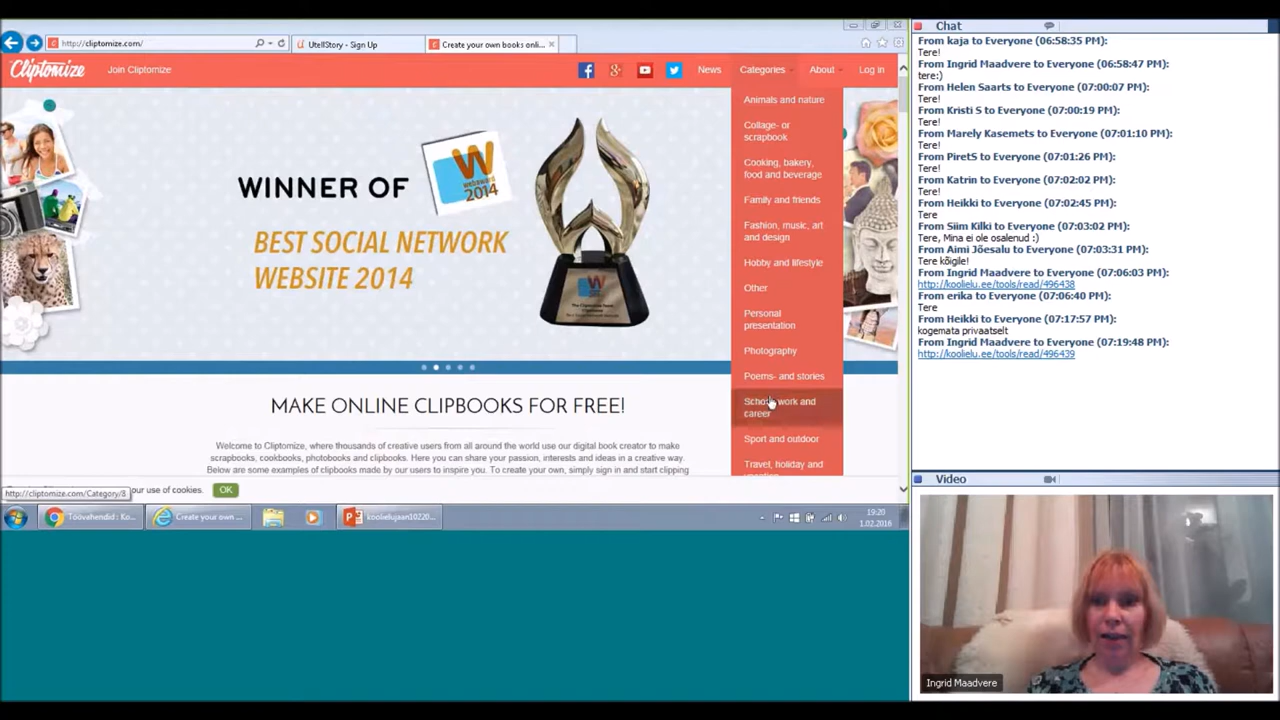 http://cliptomize.com/
UtellStory - Sign Up
Create your own books onli...
Cliptomize
Join Cliptomize
News
Categories
About
Log in
Animals and nature
Collage- or
scrapbook
Cooking, bakery,
food and beverage
Family and friends
Fashion, music, art
and design
Hobby and lifestyle
Other
Personal
presentation
Photography
Poems- and stories
School, work and
career
Sport and outdoor
Travel, holiday and
WINNER OF
W
webaward
2014
BEST SOCIAL NETWORK
WEBSITE 2014
MAKE ONLINE CLIPBOOKS FOR FREE!
Welcome to Cliptomize, where thousands of creative users from all around the world use our digital book creator to make
scrapbooks, cookbooks, photobooks and clipbooks. Here you can share your passion, interests and ideas in a creative way.
Below are some examples of clipbooks made by our users to inspire you. To create your own, simply sign in and start clipping
http://cliptomize.com/Category/8
our use of cookies.
OK
Töövahendid : Ko...
Create your own ...
koolielujaan10220...
19:20
1.02.2016
Chat
From kaja to Everyone (06:58:35 PM):
Tere!
From Ingrid Maadvere to Everyone (06:58:47 PM):
tere:)
From Helen Saarts to Everyone (07:00:07 PM):
Tere!
From Kristi S to Everyone (07:00:19 PM):
Tere!
From Marely Kasemets to Everyone (07:01:10 PM):
Tere!
From PiretS to Everyone (07:01:26 PM):
Tere!
From Katrin to Everyone (07:02:02 PM):
Tere!
From Heikki to Everyone (07:02:45 PM):
Tere
From Siim Kilki to Everyone (07:03:02 PM):
Tere, Mina ei ole osalenud :)
From Aimi Jõesalu to Everyone (07:03:31 PM):
Tere kõigile!
From Ingrid Maadvere to Everyone (07:06:03 PM):
http://koolielu.ee/tools/read/496438
From erika to Everyone (07:06:40 PM):
Tere
From Heikki to Everyone (07:17:57 PM):
kogemata privaatselt
From Ingrid Maadvere to Everyone (07:19:48 PM):
http://koolielu.ee/tools/read/496439
Video
Ingrid Maadvere